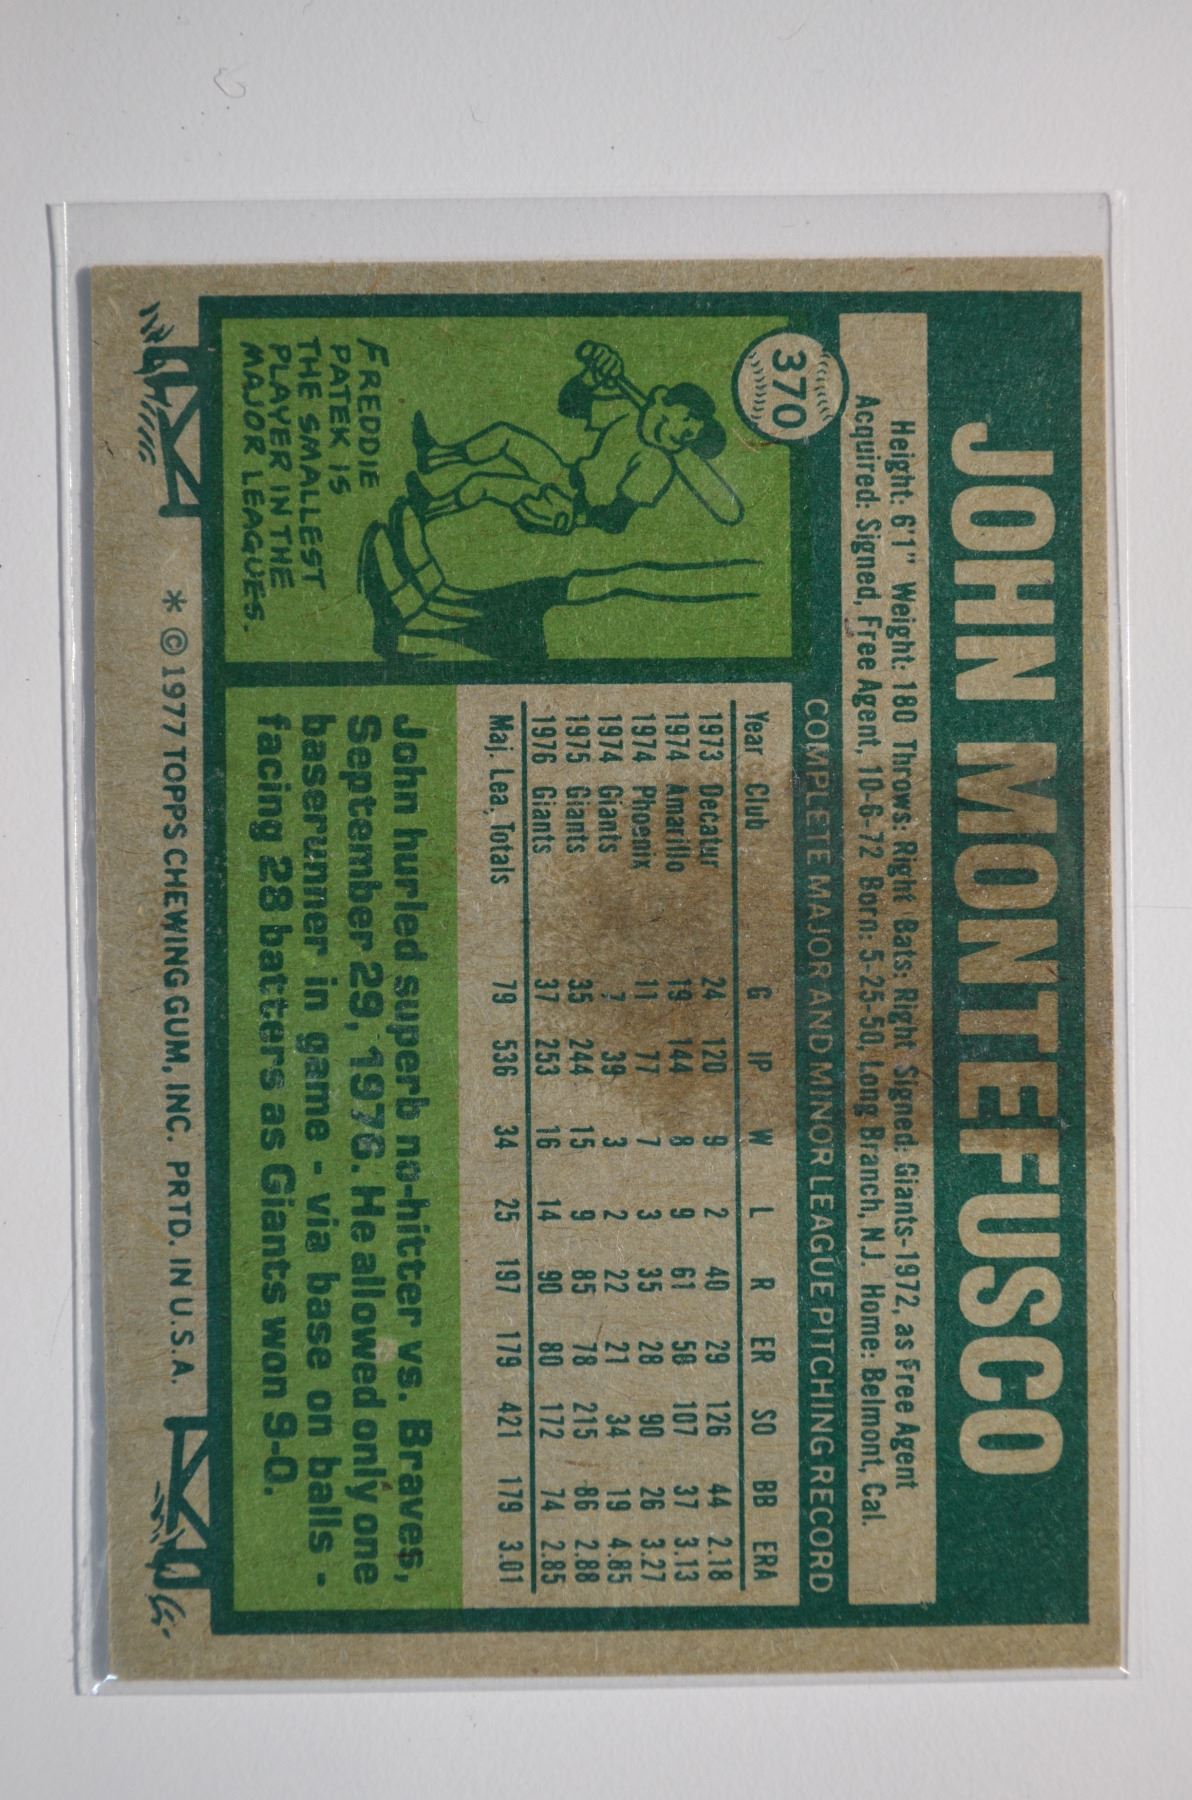 JOHN MONTEFUSCO
Height: 6'1" Weight: 180 Throws: Right Bats: Right Signed: Giants-1972, as Free Agent
Acquired: Signed, Free Agent, 10-6-72 Born: 5-25-50, Long Branch, N.J. Home: Belmont, Cal.
370
COMPLETE MAJOR AND MINOR LEAGUE PITCHING RECORD
Year Club G IP W L R ER SO BB ERA
1973 Decatur 24 120 9 2 40 29 126 44 2.18
1974 Amarillo 19 144 8 9 61 50 107 37 3.13
1974 Phoenix 11 77 7 3 35 28 90 26 3.27
1974 Giants 7 39 3 2 22 21 34 19 4.85
1975 Giants 35 244 15 9 85 78 215 86 2.88
1976 Giants 37 253 16 14 90 80 172 74 2.85
Maj. Lea. Totals 79 536 34 25 197 179 421 179 3.01
FREDDIE
PATEK IS
THE SMALLEST
PLAYER IN THE
MAJOR LEAGUES.
John hurled superb no-hitter vs. Braves,
September 29, 1976. He allowed only one
baserunner in game - via base on balls -
facing 28 batters as Giants won 9-0.
* © 1977 TOPPS CHEWING GUM, INC. PRTD. IN U.S.A.